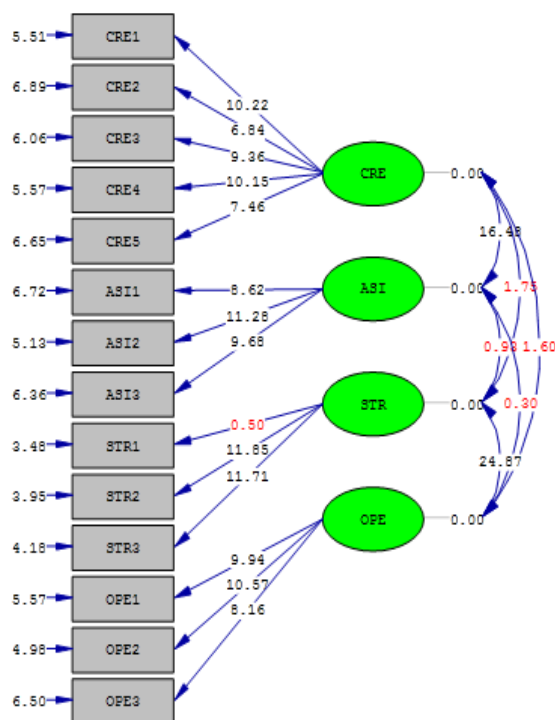 5.51 CRE1
6.89 CRE2
6.06 CRE3
5.57 CRE4
6.65 CRE5
6.72 ASI1
5.13 ASI2
6.36 ASI3
3.48 STR1
3.95 STR2
4.18 STR3
5.57 OPE1
4.98 OPE2
6.50 OPE3
10.22
6.84
9.36
10.15
7.46
8.62
11.28
9.68
0.50
11.85
11.71
9.94
10.57
8.16
CRE 0.00
ASI 0.00
STR 0.00
OPE 0.00
16.48
1.75
0.98 1.60
0.30
24.87